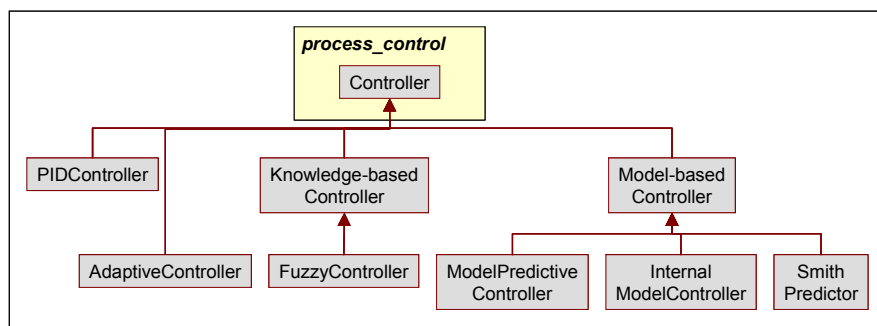 process_control
Controller
PIDController
Knowledge-based
Controller
Model-based
Controller
AdaptiveController
FuzzyController
ModelPredictive
Controller
Internal
ModelController
Smith
Predictor